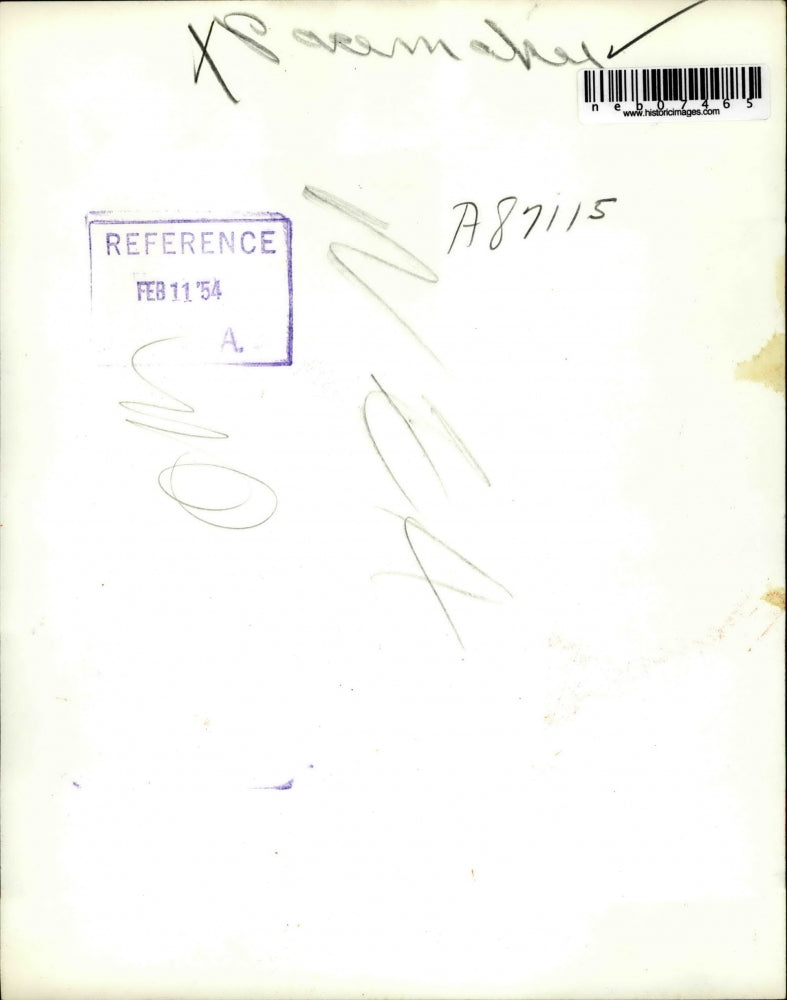 X Pacemaker ✓
neb07465
www.historicimages.com
A87115
REFERENCE
FEB 11 '54
A.